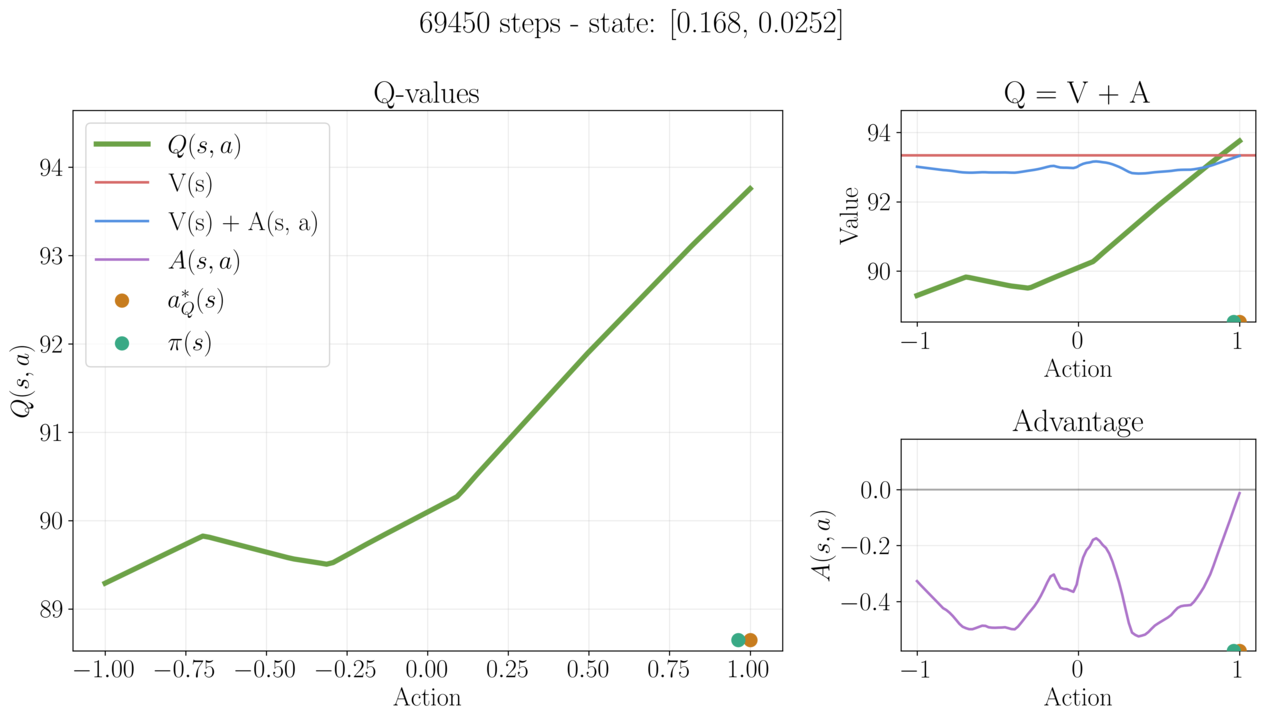 69450 steps - state: [0.168, 0.0252]
Q-values
Q(s, a)
V(s)
V(s) + A(s, a)
A(s, a)
a*Q(s)
π(s)
Q(s, a)
94
93
92
91
90
89
−1.00 −0.75 −0.50 −0.25 0.00 0.25 0.50 0.75 1.00
Action
Q = V + A
Value
94
92
90
−1 0 1
Action
Advantage
A(s, a)
0.0
−0.2
−0.4
−1 0 1
Action